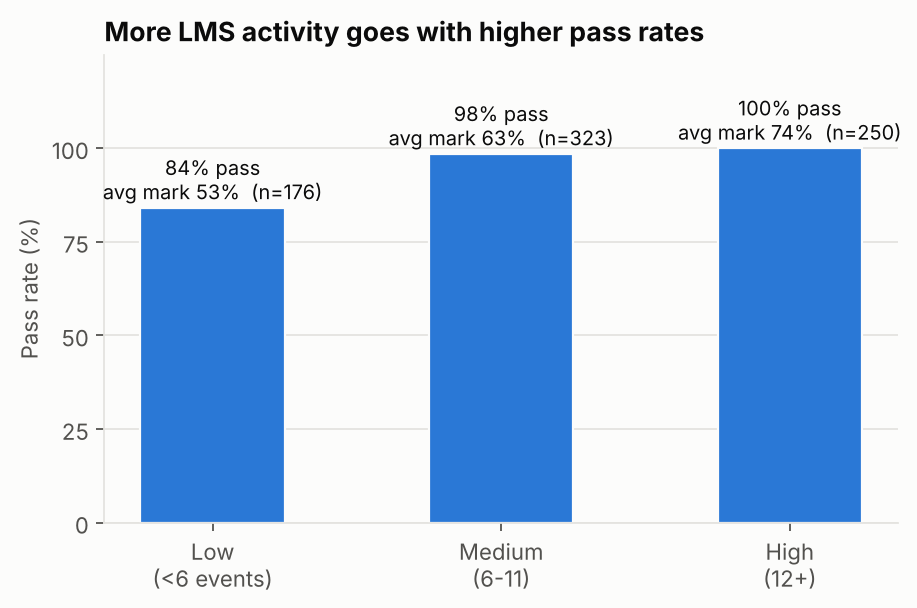 More LMS activity goes with higher pass rates
98% pass
avg mark 63%  (n=323)
100% pass
avg mark 74%  (n=250)
84% pass
avg mark 53%  (n=176)
Pass rate (%)
100
75
50
25
0
Low
(<6 events)
Medium
(6-11)
High
(12+)